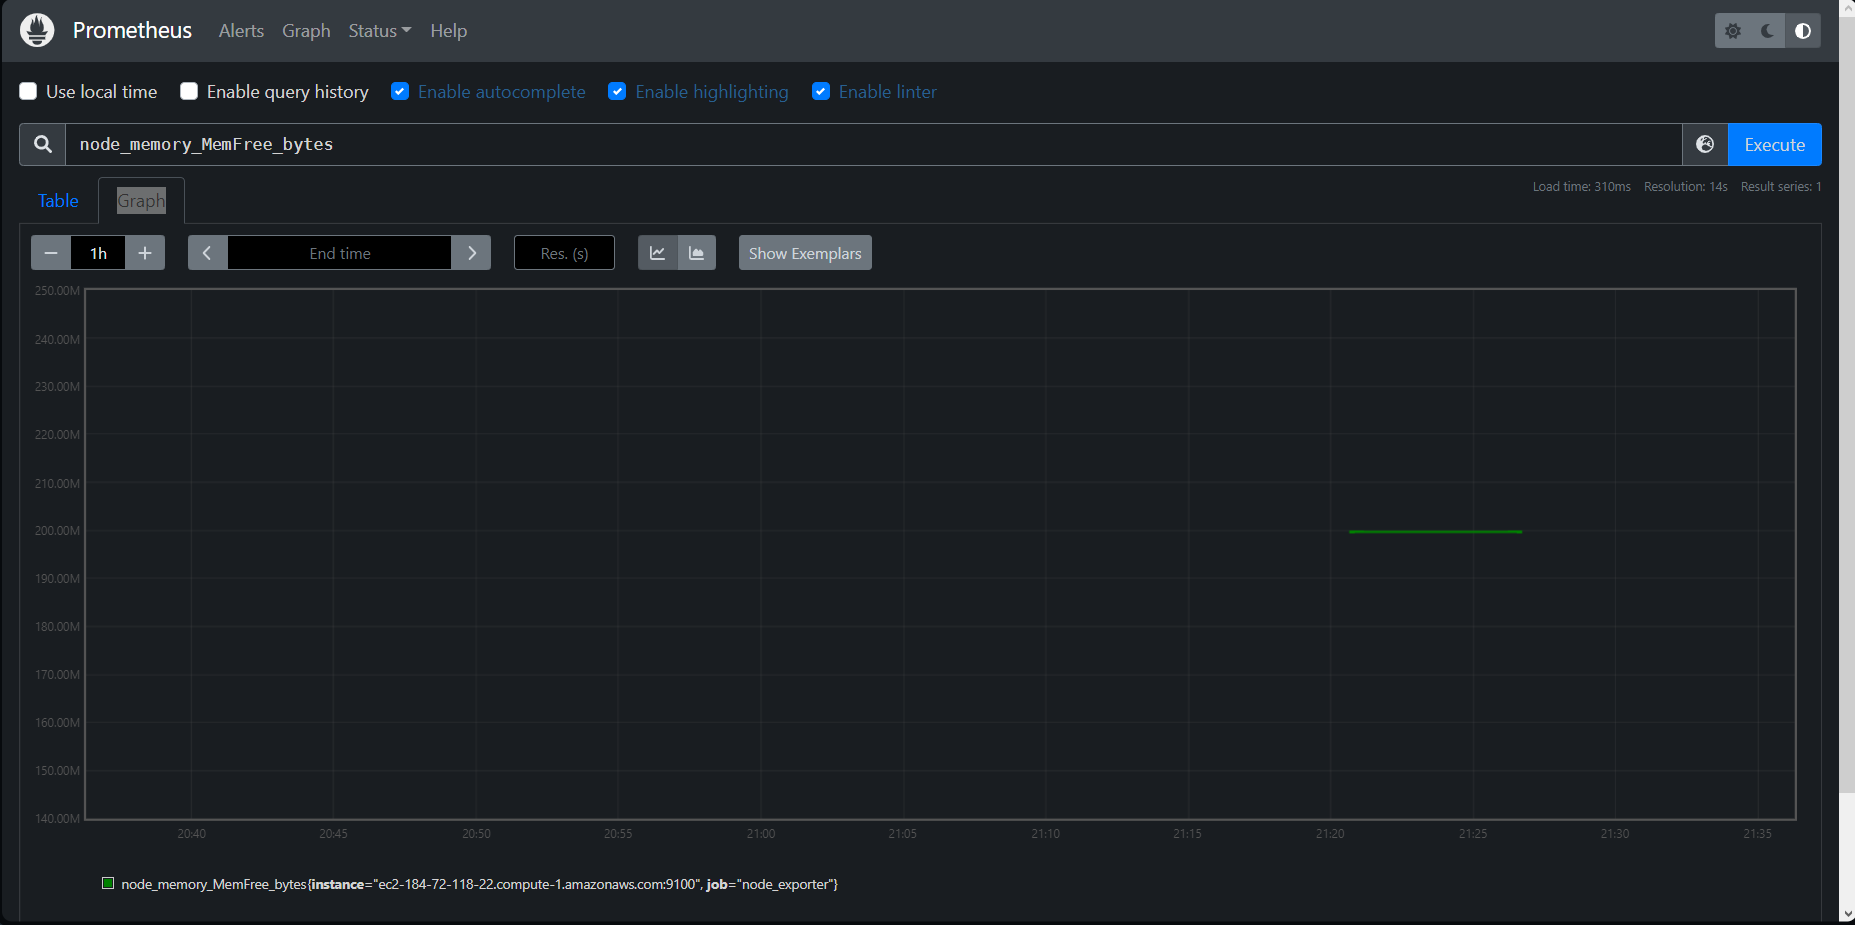 Prometheus Alerts Graph Status Help
Use local time Enable query history Enable autocomplete Enable highlighting Enable linter
node_memory_MemFree_bytes Execute
Table Graph Load time: 310ms Resolution: 14s Result series: 1
1h End time Res. (s) Show Exemplars
250.00M
240.00M
230.00M
220.00M
210.00M
200.00M
190.00M
180.00M
170.00M
160.00M
150.00M
140.00M
20:40 20:45 20:50 20:55 21:00 21:05 21:10 21:15 21:20 21:25 21:30 21:35
node_memory_MemFree_bytes{instance="ec2-184-72-118-22.compute-1.amazonaws.com:9100", job="node_exporter"}